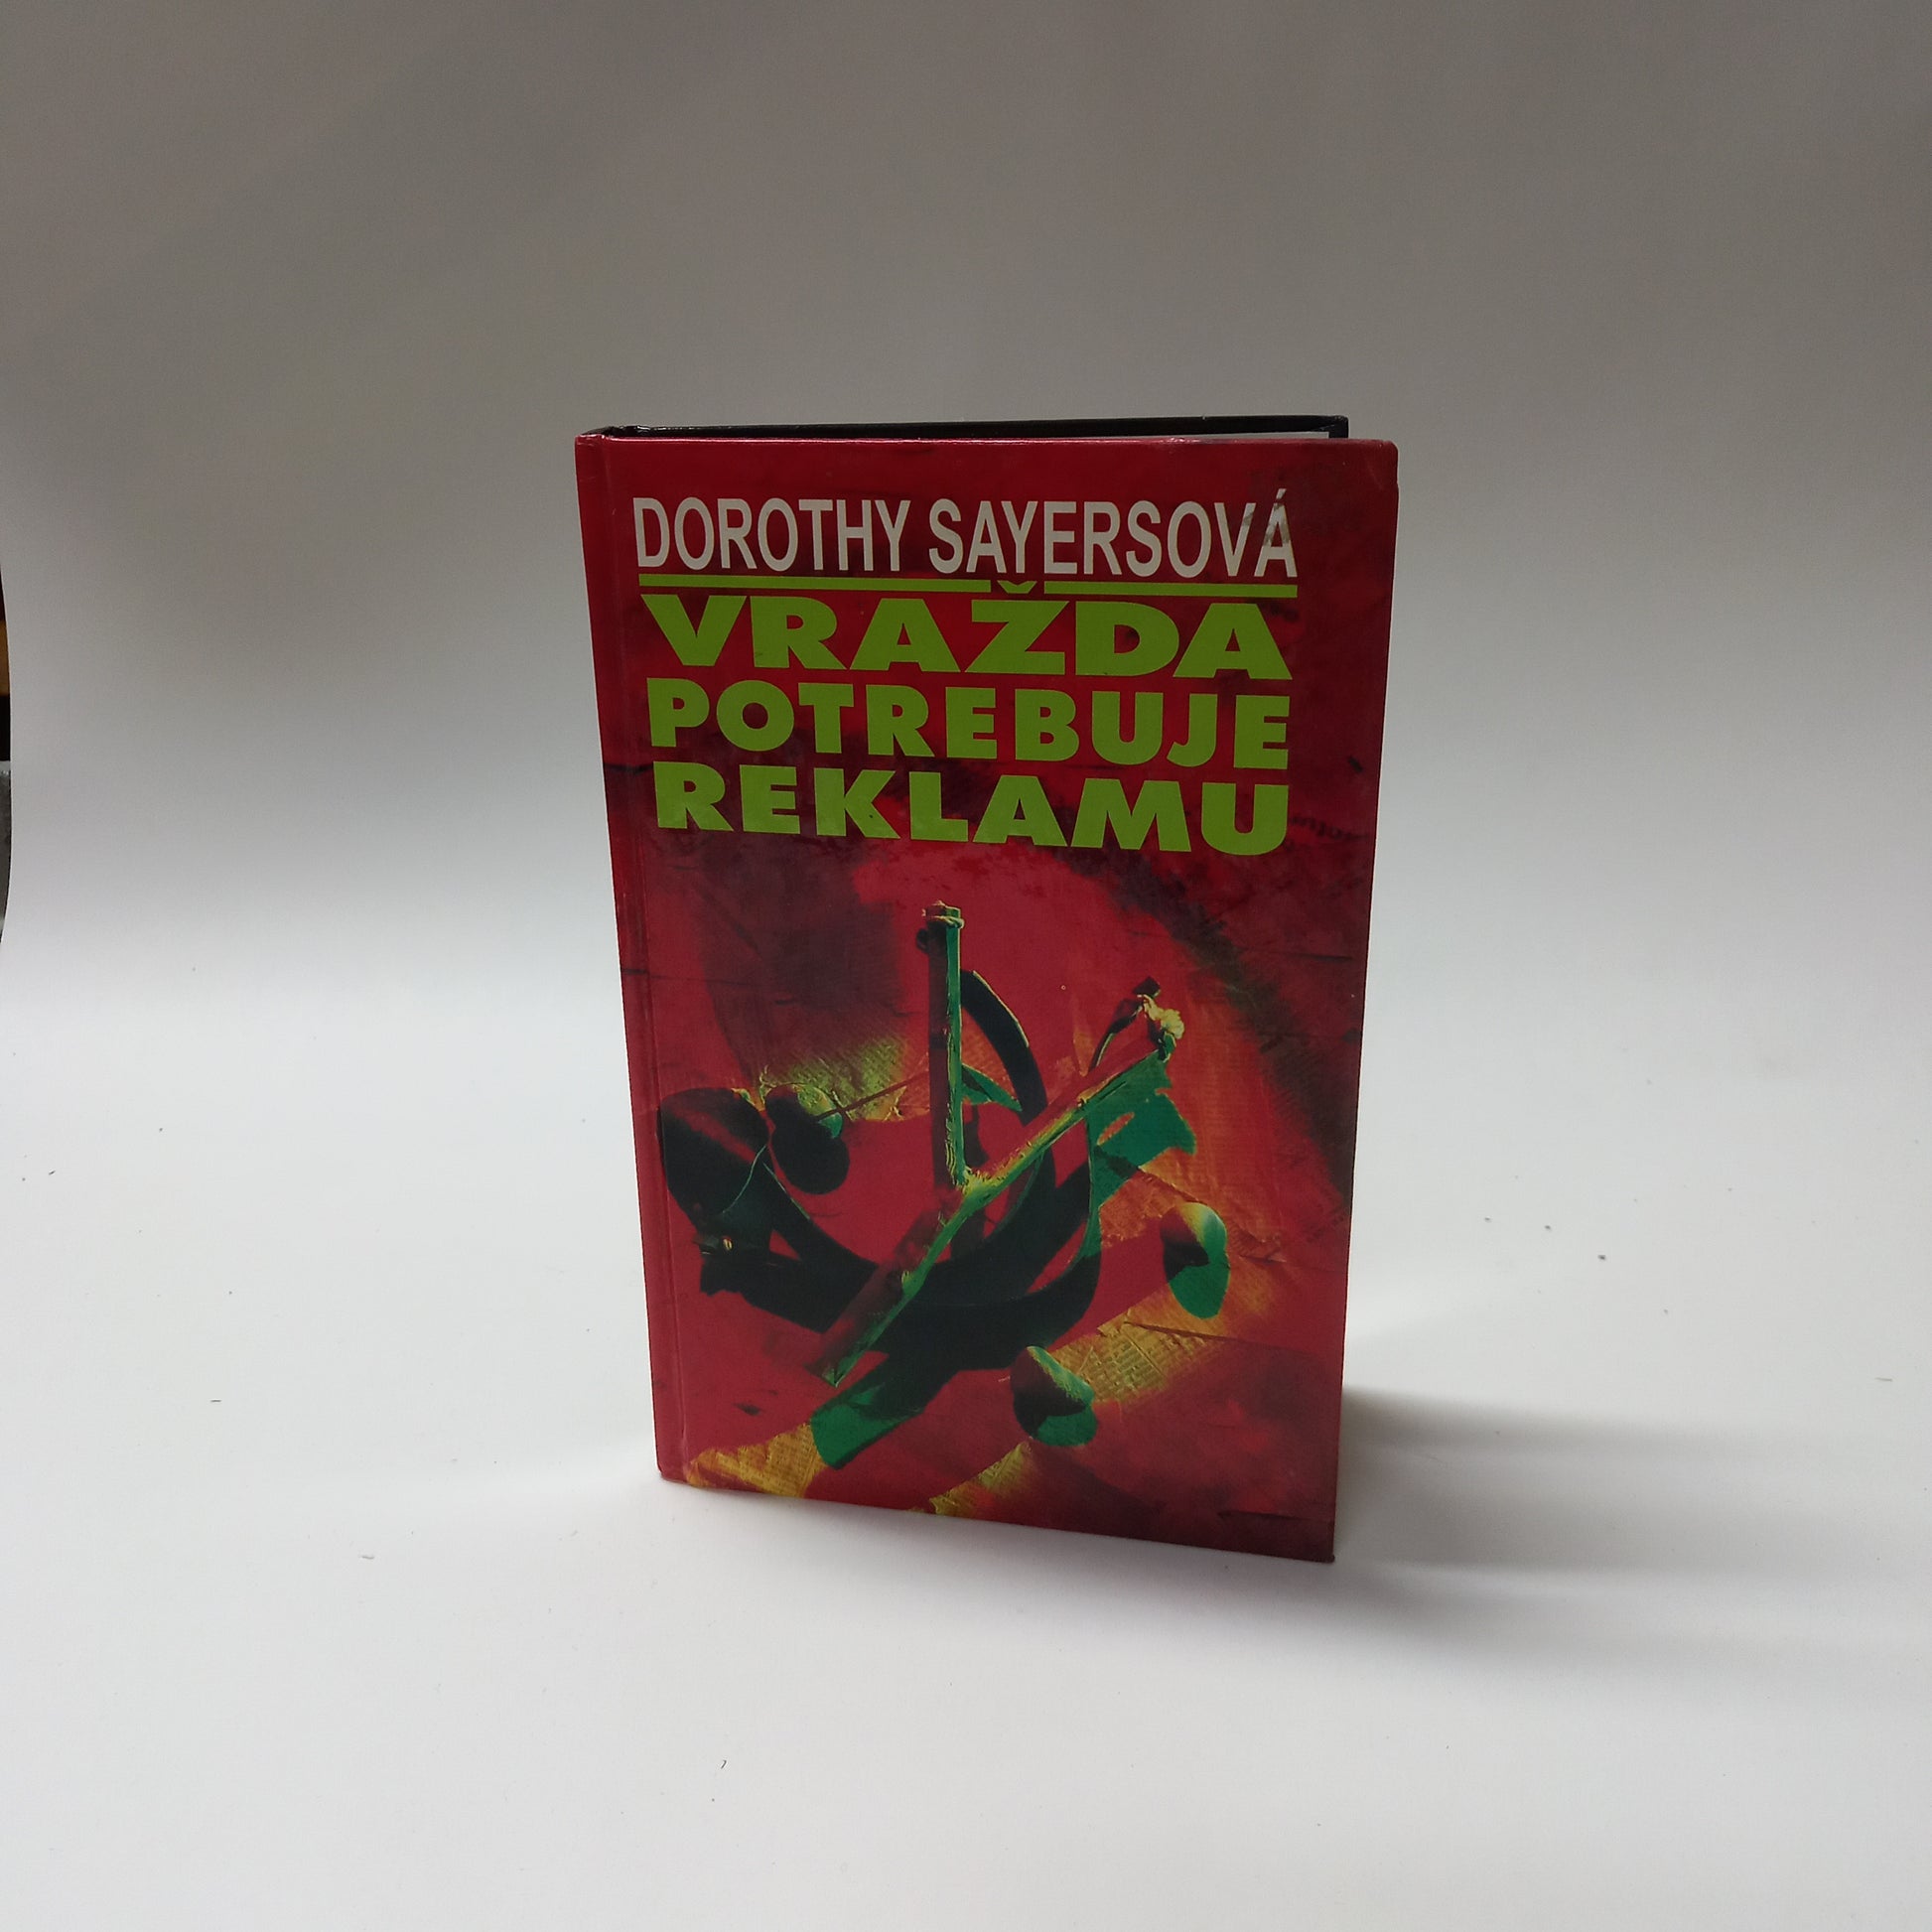 DOROTHY SAYERSOVÁ
VRAŽDA
POTREBUJE
REKLAMU